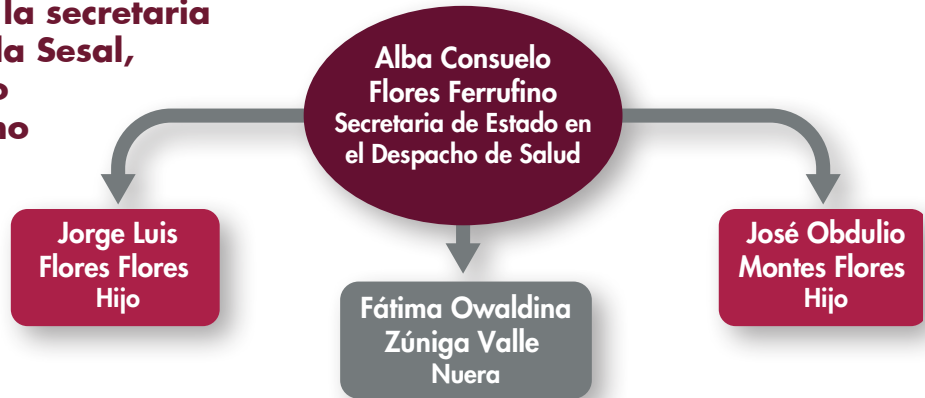 la secretaria
la Sesal,
Alba Consuelo
Flores Ferrufino
Secretaria de Estado en
el Despacho de Salud
Jorge Luis
Flores Flores
Hijo
Fátima Owaldina
Zúniga Valle
Nuera
José Obdulio
Montes Flores
Hijo